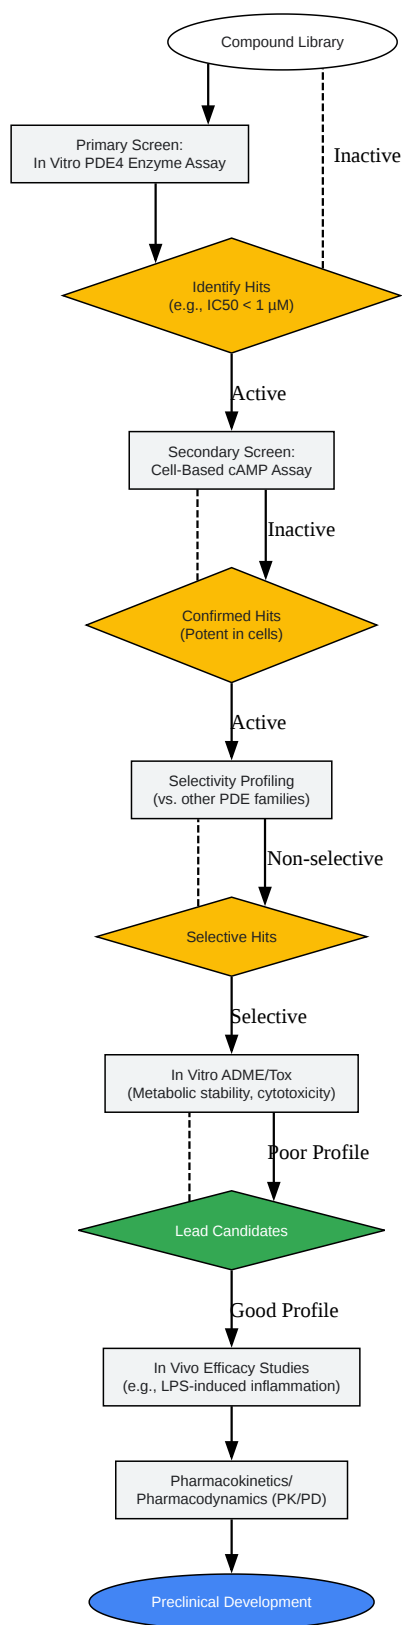 Compound Library
Primary Screen:
In Vitro PDE4 Enzyme Assay
Inactive
Identify Hits
(e.g., IC50 < 1 µM)
Active
Secondary Screen:
Cell-Based cAMP Assay
Inactive
Confirmed Hits
(Potent in cells)
Active
Selectivity Profiling
(vs. other PDE families)
Non-selective
Selective Hits
Selective
In Vitro ADME/Tox
(Metabolic stability, cytotoxicity)
Poor Profile
Lead Candidates
Good Profile
In Vivo Efficacy Studies
(e.g., LPS-induced inflammation)
Pharmacokinetics/
Pharmacodynamics (PK/PD)
Preclinical Development